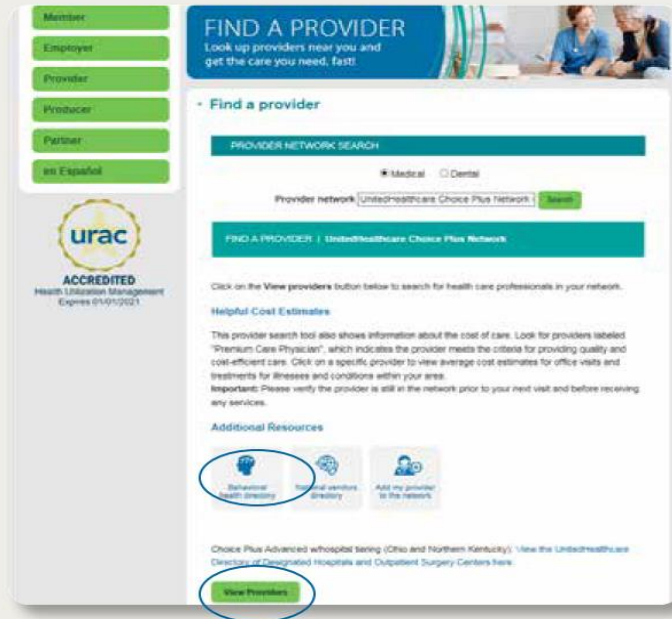 Member
Employer
Provider
Producer
Partner
en Español
urac
ACCREDITED
Health Utilization Management
Expires 01/01/2021
FIND A PROVIDER
Look up providers near you and
get the care you need, fast!
Find a provider
PROVIDER NETWORK SEARCH
Medical Dental
Provider network UnitedHealthcare Choice Plus Network Search
FIND A PROVIDER | UnitedHealthcare Choice Plus Network
Click on the View providers button below to search for health care professionals in your network.
Helpful Cost Estimates
This provider search tool also shows information about the cost of care. Look for providers labeled
"Premium Care Physician", which indicates the provider meets the criteria for providing quality and
cost-efficient care. Click on a specific provider to view average cost estimates for office visits and
treatments for illnesses and conditions within your area.
Important: Please verify the provider is still in the network prior to your next visit and before receiving
any services.
Additional Resources
Behavioral
health directory
National vendors
directory
Add my provider
to the network
Choice Plus Advanced w/hospital tiering (Ohio and Northern Kentucky): View the UnitedHealthcare
Directory of Designated Hospitals and Outpatient Surgery Centers here.
View Providers